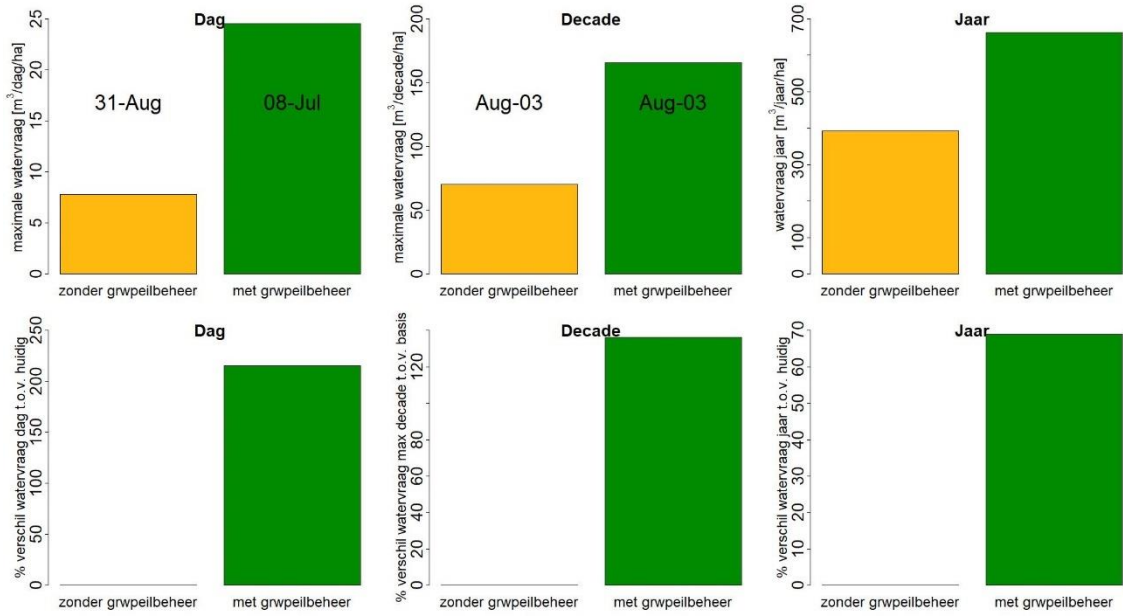 Dag
maximale watervraag [m³/dag/ha]
25
20
15
10
5
0
31-Aug
08-Jul
zonder grwpeilbeheer
met grwpeilbeheer
Decade
maximale watervraag [m³/decade/ha]
200
150
100
50
0
Aug-03
Aug-03
zonder grwpeilbeheer
met grwpeilbeheer
Jaar
watervraag jaar [m³/jaar/ha]
700
500
300
100
0
zonder grwpeilbeheer
met grwpeilbeheer
Dag
% verschil watervraag dag t.o.v. huidig
250
200
150
100
50
0
zonder grwpeilbeheer
met grwpeilbeheer
Decade
% verschil watervraag max decade t.o.v. basis
120
100
80
60
40
20
0
zonder grwpeilbeheer
met grwpeilbeheer
Jaar
% verschil watervraag jaar t.o.v. huidig
70
60
50
40
30
20
10
0
zonder grwpeilbeheer
met grwpeilbeheer